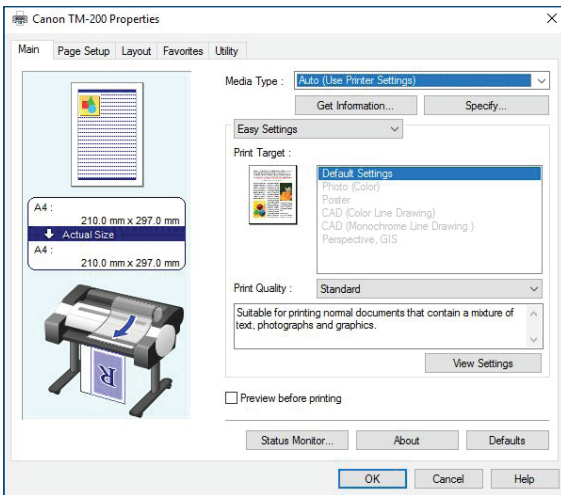 Canon TM-200 Properties
Main Page Setup Layout Favorites Utility
Media Type : Auto (Use Printer Settings)
Get Information... Specify...
Easy Settings
Print Target :
Default Settings
Photo (Color)
Poster
CAD (Color Line Drawing)
CAD (Monochrome Line Drawing )
Perspective, GIS
A4 :
210.0 mm x 297.0 mm
Actual Size
A4 :
210.0 mm x 297.0 mm
R
Print Quality : Standard
Suitable for printing normal documents that contain a mixture of
text, photographs and graphics.
View Settings
Preview before printing
Status Monitor... About Defaults
OK Cancel Help